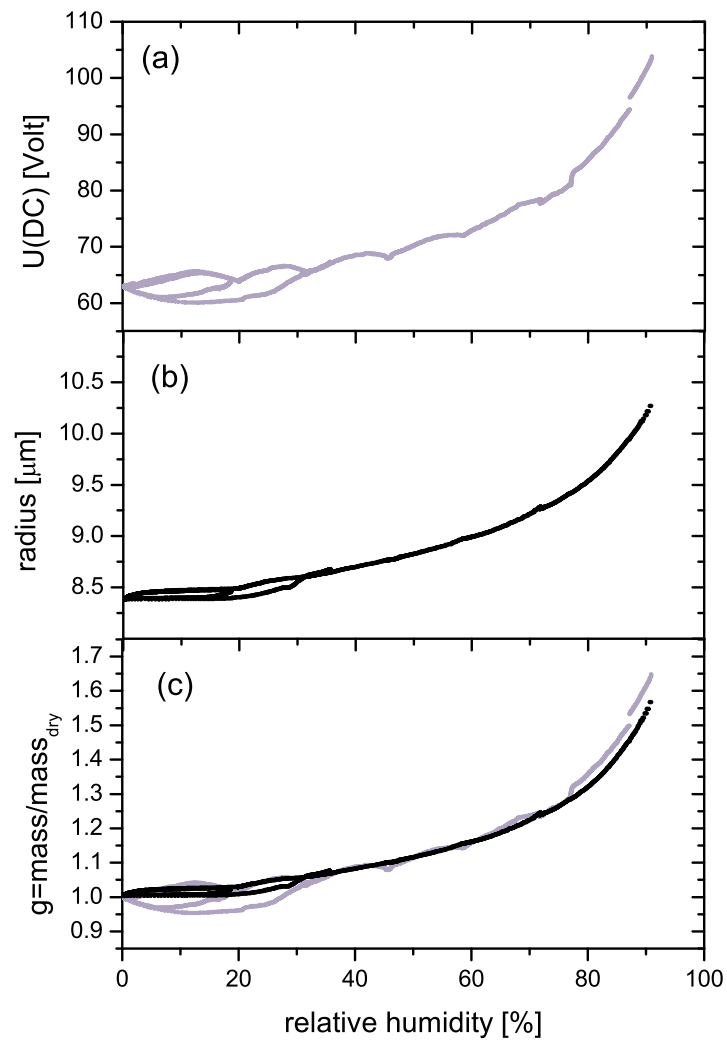 (a)
U(DC) [Volt]
110
100
90
80
70
60
(b)
radius [μm]
10.5
10.0
9.5
9.0
8.5
(c)
g=mass/mass_dry
1.7
1.6
1.5
1.4
1.3
1.2
1.1
1.0
0.9
0 20 40 60 80 100
relative humidity [%]